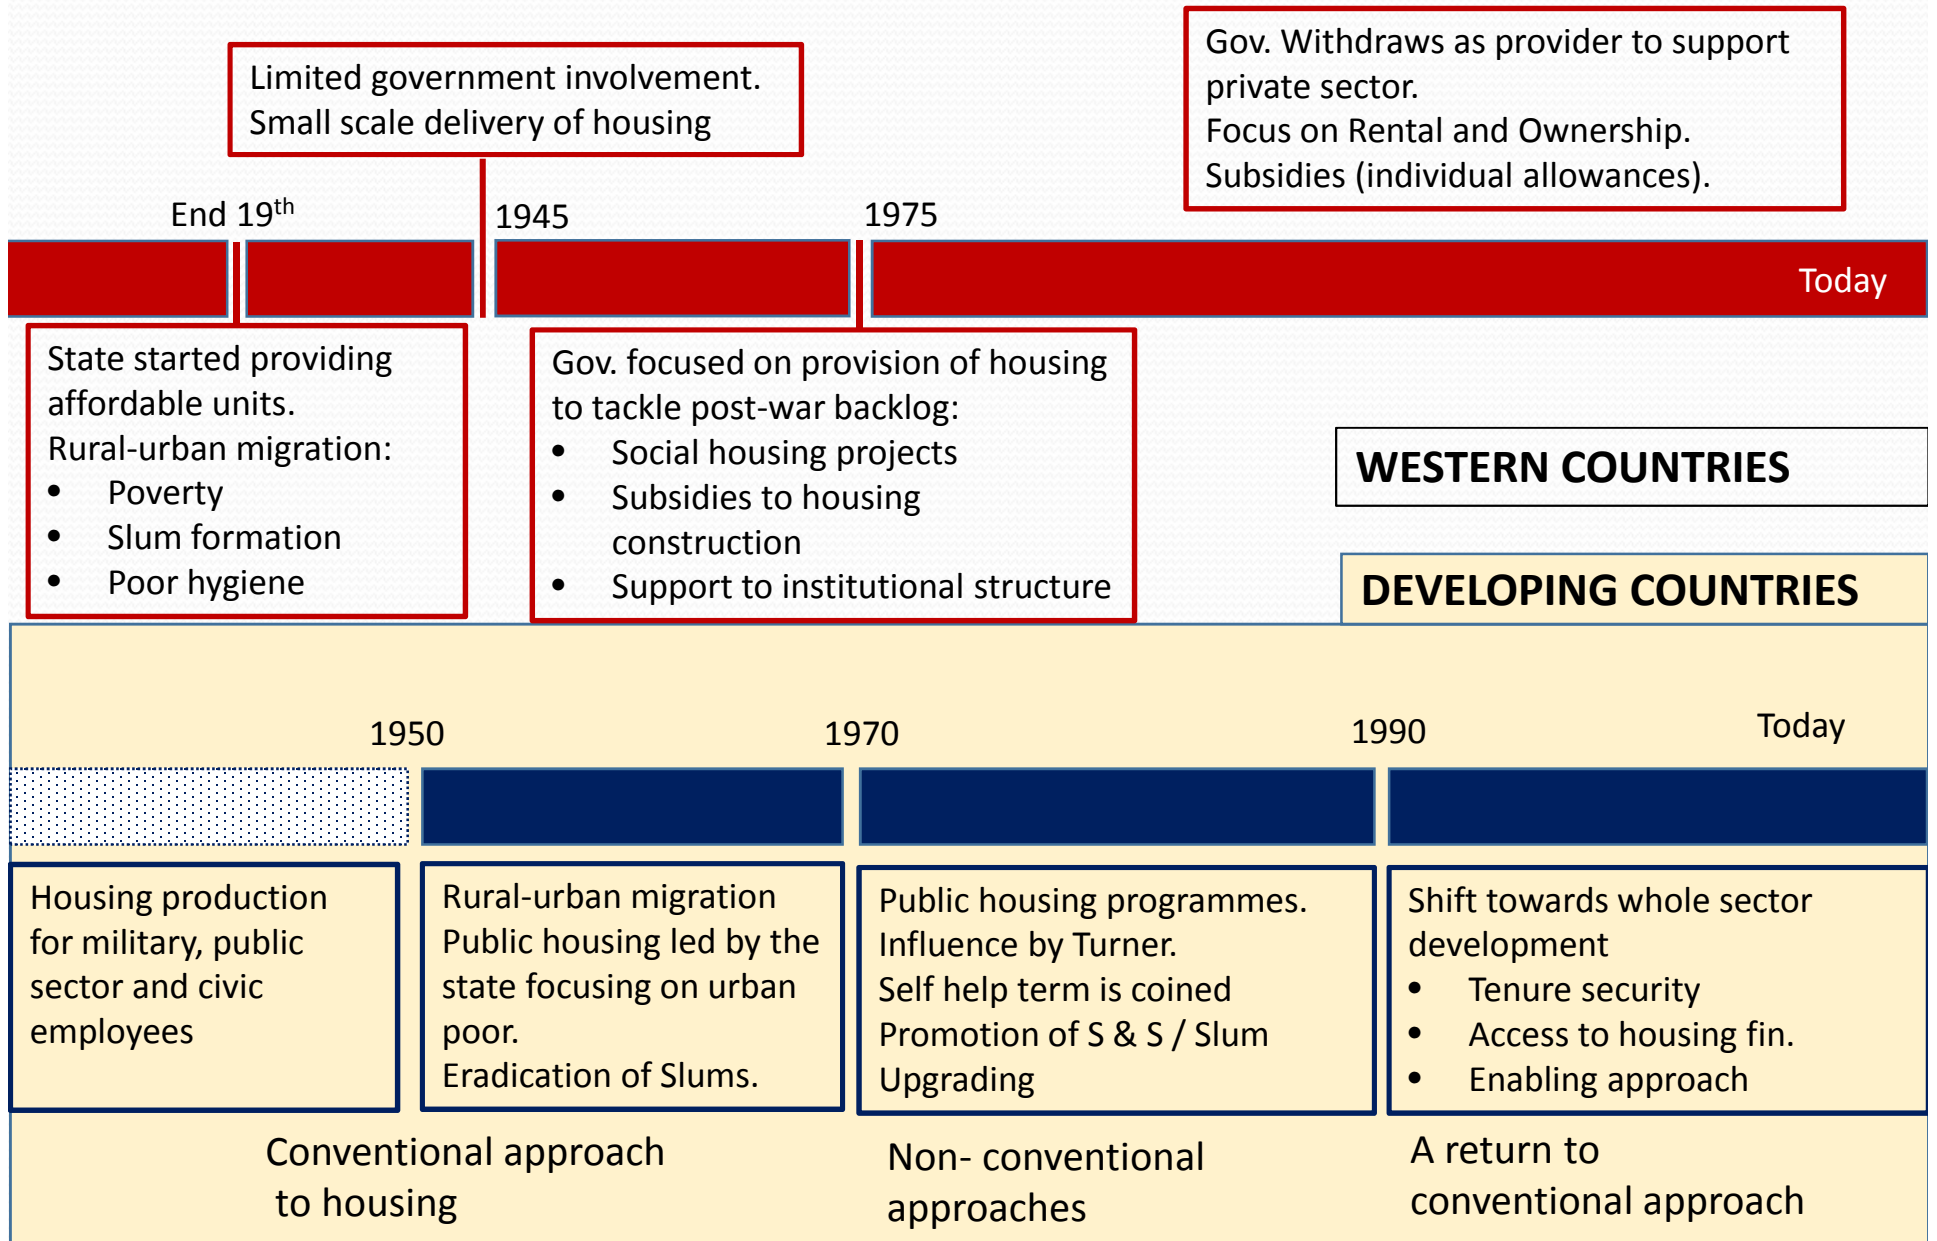 Limited government involvement.
Small scale delivery of housing
Gov. Withdraws as provider to support
private sector.
Focus on Rental and Ownership.
Subsidies (individual allowances).
End 19th
1945
1975
Today
State started providing
affordable units.
Rural-urban migration:
• Poverty
• Slum formation
• Poor hygiene
Gov. focused on provision of housing
to tackle post-war backlog:
• Social housing projects
• Subsidies to housing
construction
• Support to institutional structure
WESTERN COUNTRIES
DEVELOPING COUNTRIES
1950
1970
1990
Today
Housing production
for military, public
sector and civic
employees
Rural-urban migration
Public housing led by the
state focusing on urban
poor.
Eradication of Slums.
Public housing programmes.
Influence by Turner.
Self help term is coined
Promotion of S & S / Slum
Upgrading
Shift towards whole sector
development
• Tenure security
• Access to housing fin.
• Enabling approach
Conventional approach
to housing
Non- conventional
approaches
A return to
conventional approach